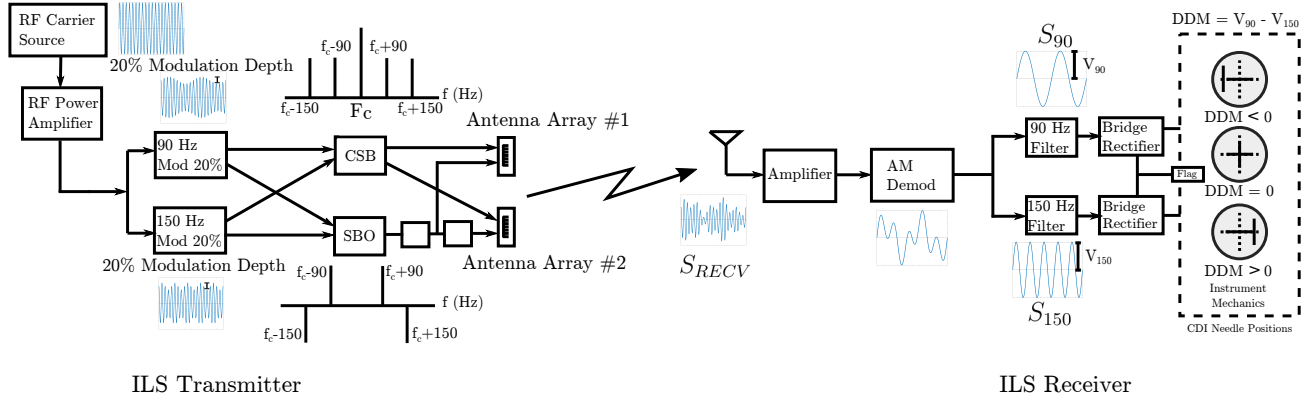 RF Carrier
Source
20% Modulation Depth
RF Power
Amplifier
90 Hz
Mod 20%
150 Hz
Mod 20%
20% Modulation Depth
f_c-90
f_c+90
f_c-150
F_c
f_c+150
f (Hz)
CSB
SBO
f_c-90
f_c+90
f (Hz)
f_c-150
f_c+150
Antenna Array #1
Antenna Array #2
S_RECV
Amplifier
AM
Demod
S_90
V_90
90 Hz
Filter
Bridge
Rectifier
150 Hz
Filter
Bridge
Rectifier
V_150
S_150
Flag
DDM = V_90 - V_150
DDM < 0
DDM = 0
DDM > 0
Instrument
Mechanics
CDI Needle Positions
ILS Transmitter
ILS Receiver